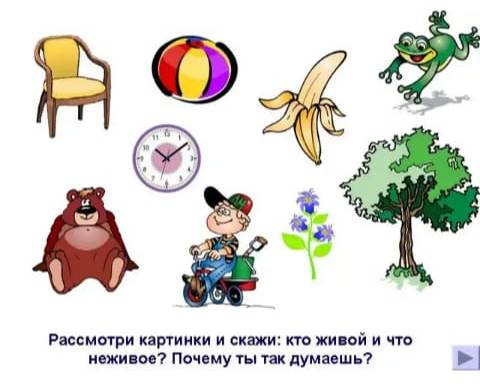 Рассмотри картинки и скажи: кто живой и что
неживое? Почему ты так думаешь?